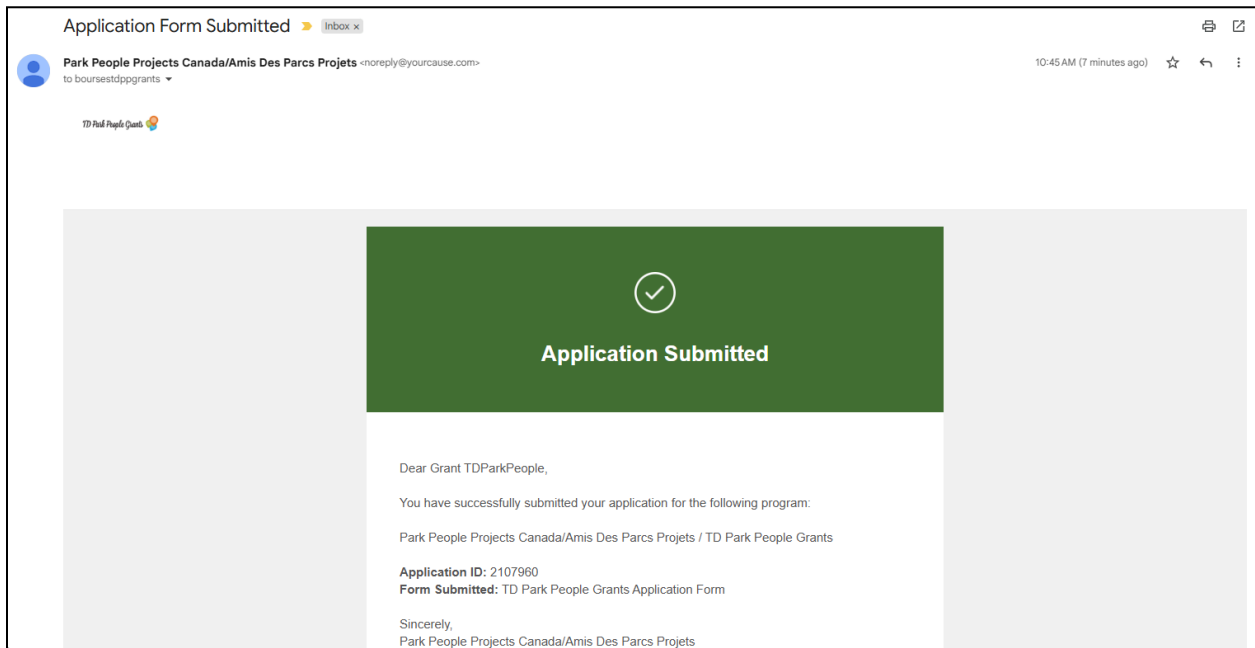 Application Form Submitted Inbox x
Park People Projects Canada/Amis Des Parcs Projets <noreply@yourcause.com> 10:45 AM (7 minutes ago)
to boursestdppgrants
TD Park People Grants
Application Submitted
Dear Grant TDParkPeople,
You have successfully submitted your application for the following program:
Park People Projects Canada/Amis Des Parcs Projets / TD Park People Grants
Application ID: 2107960
Form Submitted: TD Park People Grants Application Form
Sincerely,
Park People Projects Canada/Amis Des Parcs Projets